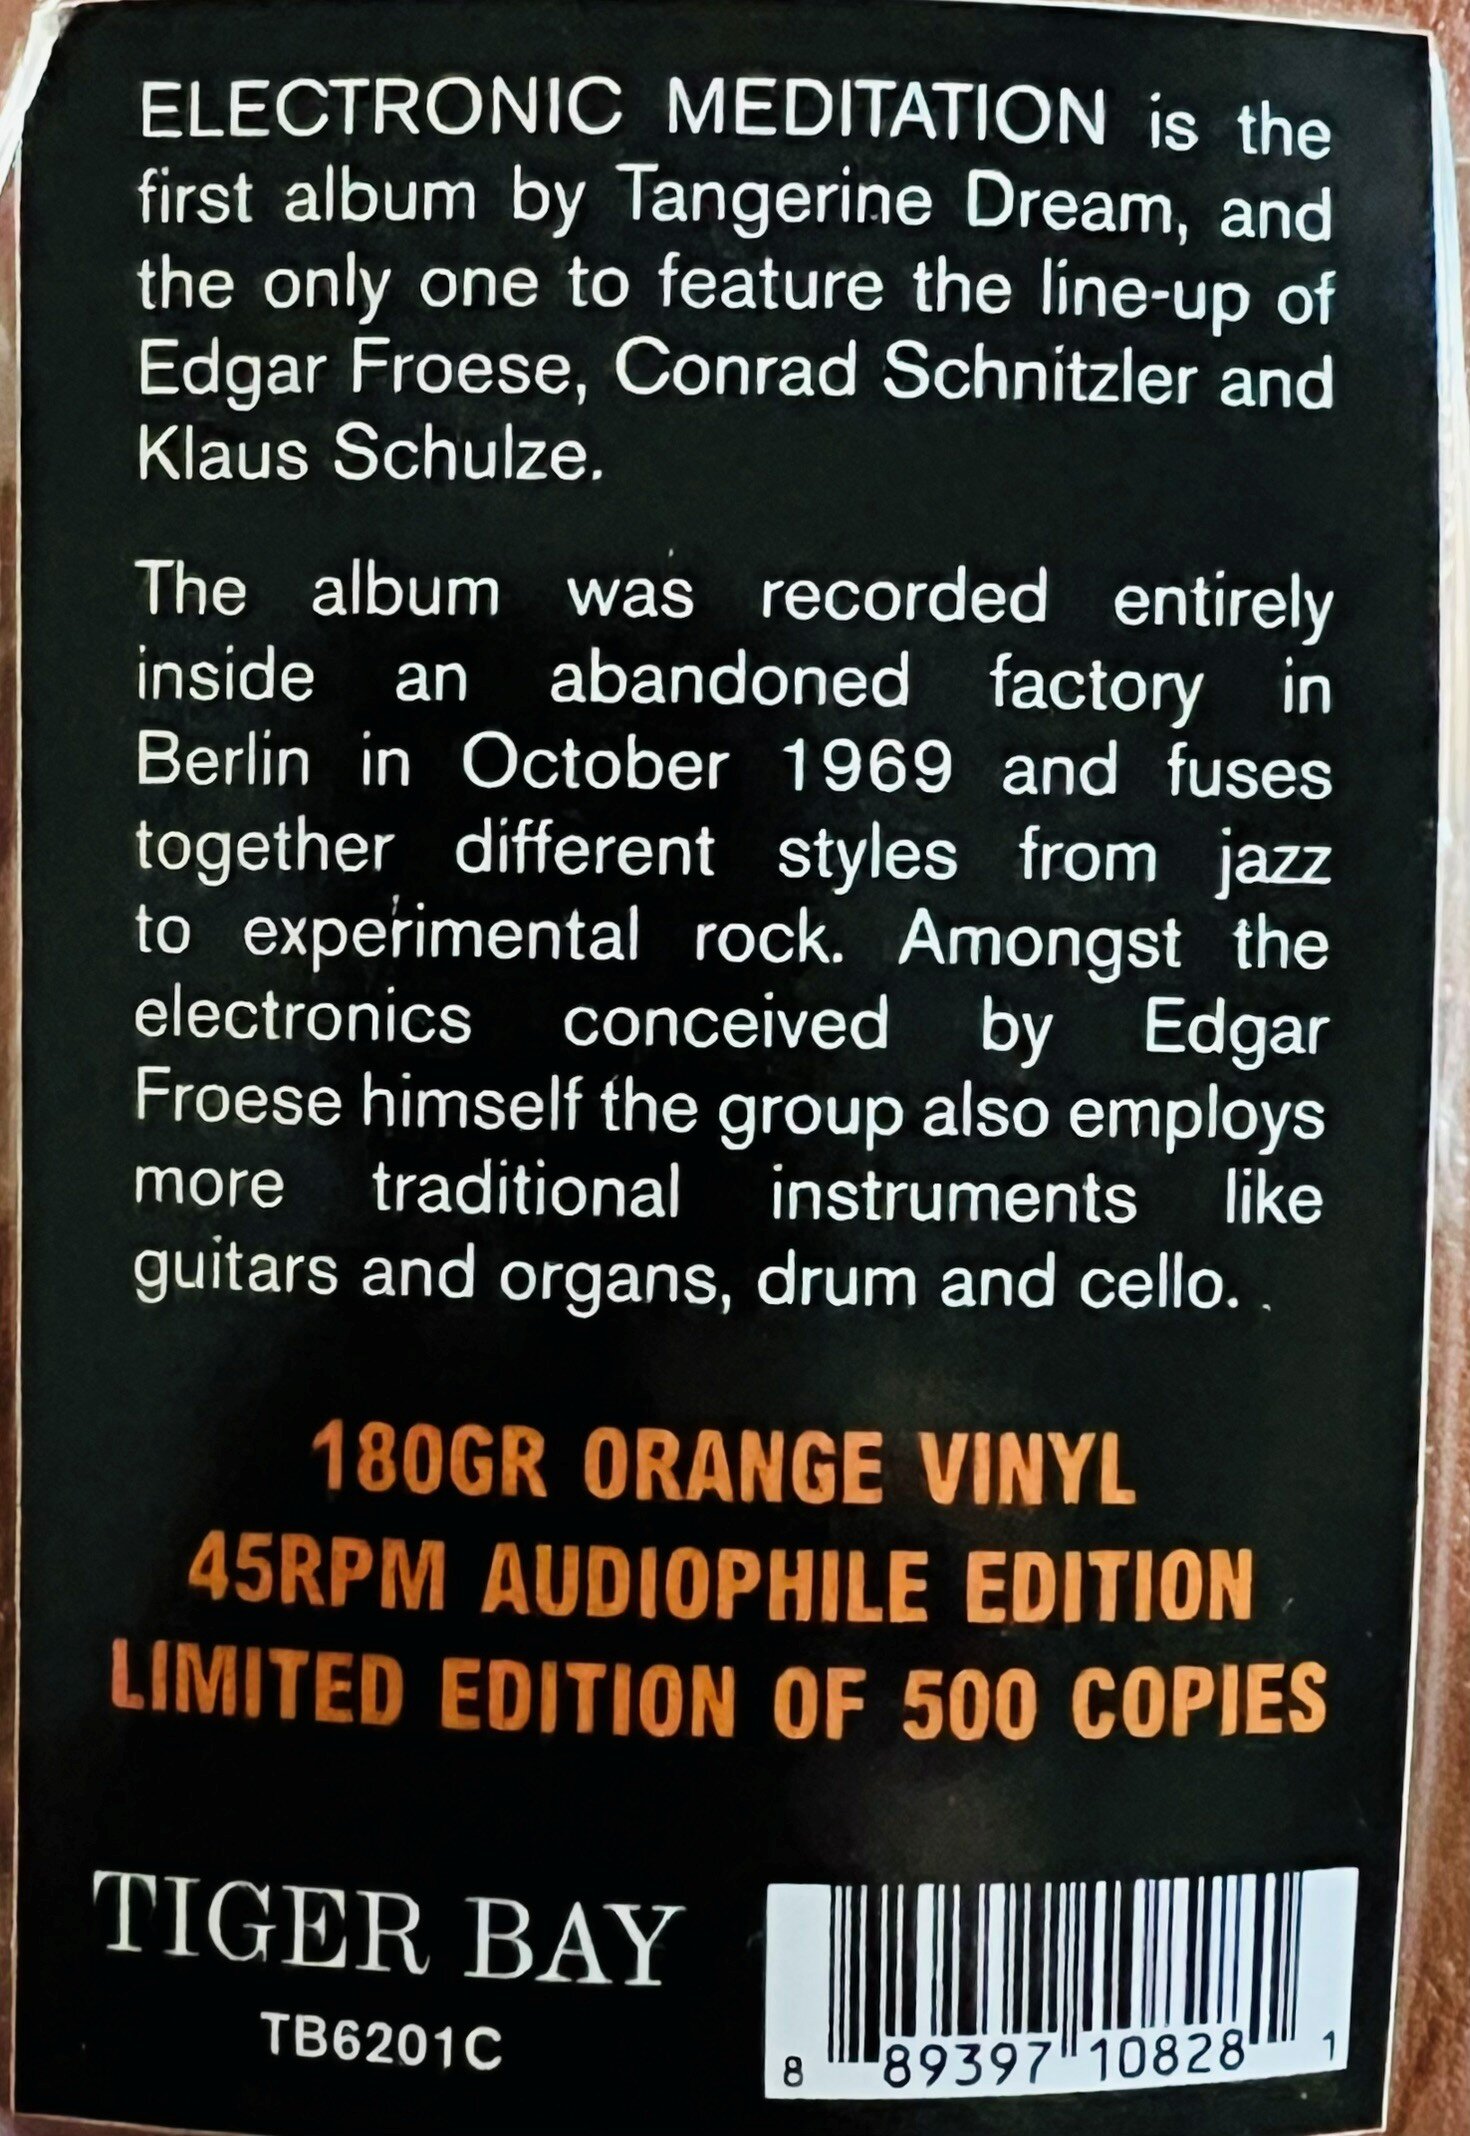 ELECTRONIC MEDITATION is the
first album by Tangerine Dream, and
the only one to feature the line-up of
Edgar Froese, Conrad Schnitzler and
Klaus Schulze.
The album was recorded entirely
inside an abandoned factory in
Berlin in October 1969 and fuses
together different styles from jazz
to experimental rock. Amongst the
electronics conceived by Edgar
Froese himself the group also employs
more traditional instruments like
guitars and organs, drum and cello.
180GR ORANGE VINYL
45RPM AUDIOPHILE EDITION
LIMITED EDITION OF 500 COPIES
TIGER BAY
TB6201C
8 89397 10828 1